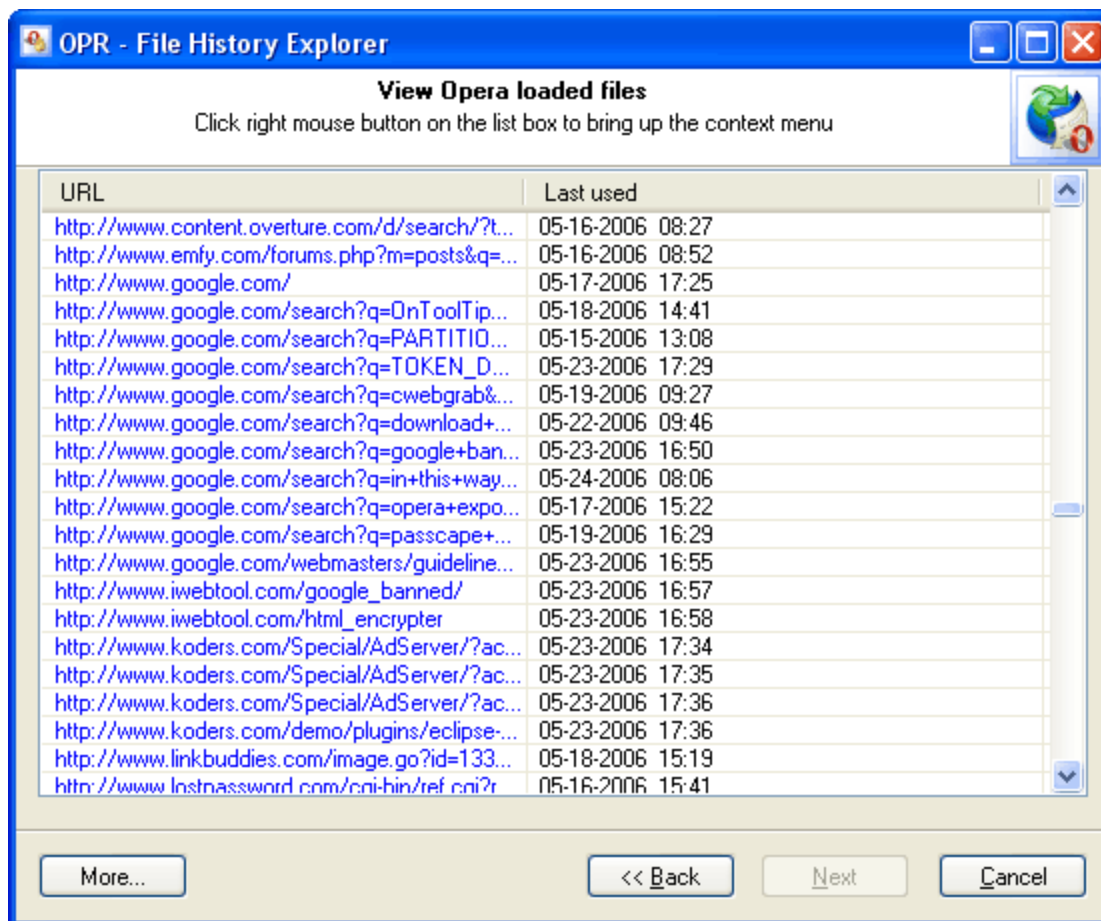 OPR - File History Explorer
View Opera loaded files
Click right mouse button on the list box to bring up the context menu
URL Last used
http://www.content.overture.com/d/search/?t... 05-16-2006 08:27
http://www.emfy.com/forums.php?m=posts&q=... 05-16-2006 08:52
http://www.google.com/ 05-17-2006 17:25
http://www.google.com/search?q=OnToolTip... 05-18-2006 14:41
http://www.google.com/search?q=PARTITIO... 05-15-2006 13:08
http://www.google.com/search?q=TOKEN_D... 05-23-2006 17:29
http://www.google.com/search?q=cwebgrab&... 05-19-2006 09:27
http://www.google.com/search?q=download+... 05-22-2006 09:46
http://www.google.com/search?q=google+ban... 05-23-2006 16:50
http://www.google.com/search?q=in+this+way... 05-24-2006 08:06
http://www.google.com/search?q=opera+expo... 05-17-2006 15:22
http://www.google.com/search?q=passcape+... 05-19-2006 16:29
http://www.google.com/webmasters/guideline... 05-23-2006 16:55
http://www.iwebtool.com/google_banned/ 05-23-2006 16:57
http://www.iwebtool.com/html_encrypter 05-23-2006 16:58
http://www.koders.com/Special/AdServer/?ac... 05-23-2006 17:34
http://www.koders.com/Special/AdServer/?ac... 05-23-2006 17:35
http://www.koders.com/Special/AdServer/?ac... 05-23-2006 17:36
http://www.koders.com/demo/plugins/eclipse-... 05-23-2006 17:36
http://www.linkbuddies.com/image.go?id=133... 05-18-2006 15:19
http://www.lostpassword.com/cgi-bin/ref.cgi?r... 05-16-2006 15:41
More... << Back Next Cancel